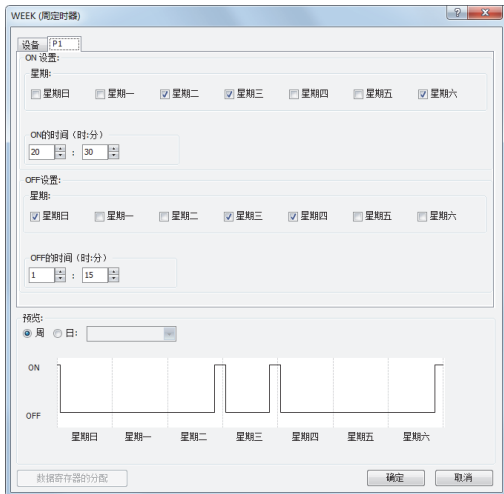 WEEK (周定时器)
设备 P1
ON 设置:
星期:
星期日 星期一 星期二 星期三 星期四 星期五 星期六
ON的时间（时:分）
20 : 30
OFF设置:
星期:
星期日 星期一 星期二 星期三 星期四 星期五 星期六
OFF的时间（时:分）
1 : 15
预览:
周 日:
ON
OFF
星期日 星期一 星期二 星期三 星期四 星期五 星期六
数据寄存器的分配 确定 取消